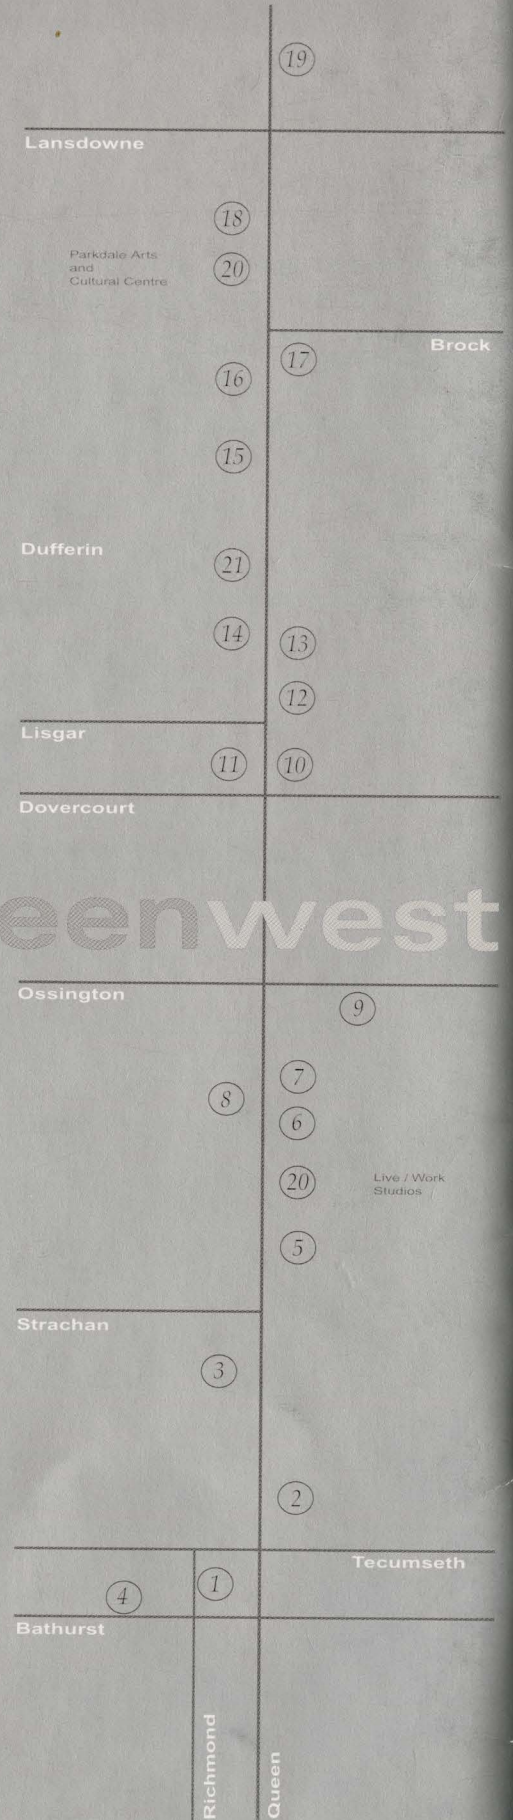 19
Lansdowne
18
Parkdale Arts
and
Cultural Centre
20
Brock
17
16
15
Dufferin
21
14
13
12
Lisgar
11
10
Dovercourt
eenwest
Ossington
9
7
8
6
20
Live / Work
Studios
5
Strachan
3
2
Tecumseth
1
4
Bathurst
Richmond
Queen